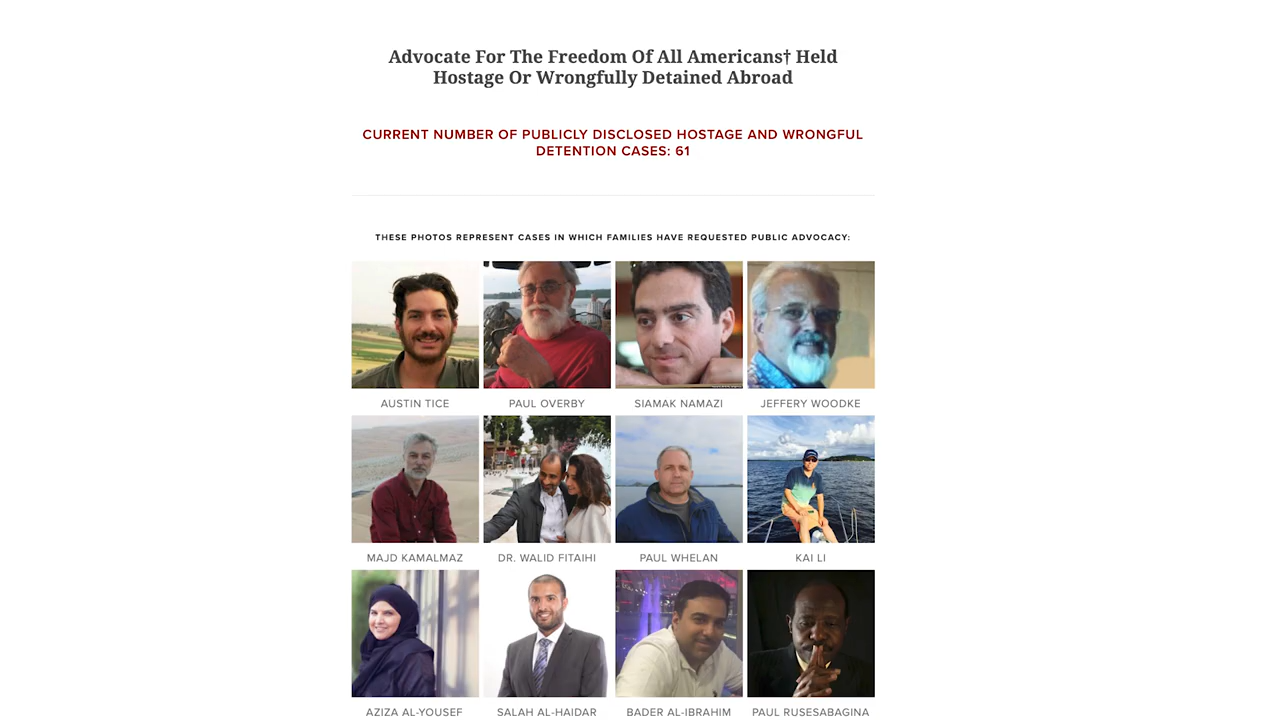 Advocate For The Freedom Of All Americans† Held
Hostage Or Wrongfully Detained Abroad
CURRENT NUMBER OF PUBLICLY DISCLOSED HOSTAGE AND WRONGFUL
DETENTION CASES: 61
THESE PHOTOS REPRESENT CASES IN WHICH FAMILIES HAVE REQUESTED PUBLIC ADVOCACY:
AUSTIN TICE
PAUL OVERBY
SIAMAK NAMAZI
JEFFERY WOODKE
MAJD KAMALMAZ
DR. WALID FITAIHI
PAUL WHELAN
KAI LI
AZIZA AL-YOUSEF
SALAH AL-HAIDAR
BADER AL-IBRAHIM
PAUL RUSESABAGINA